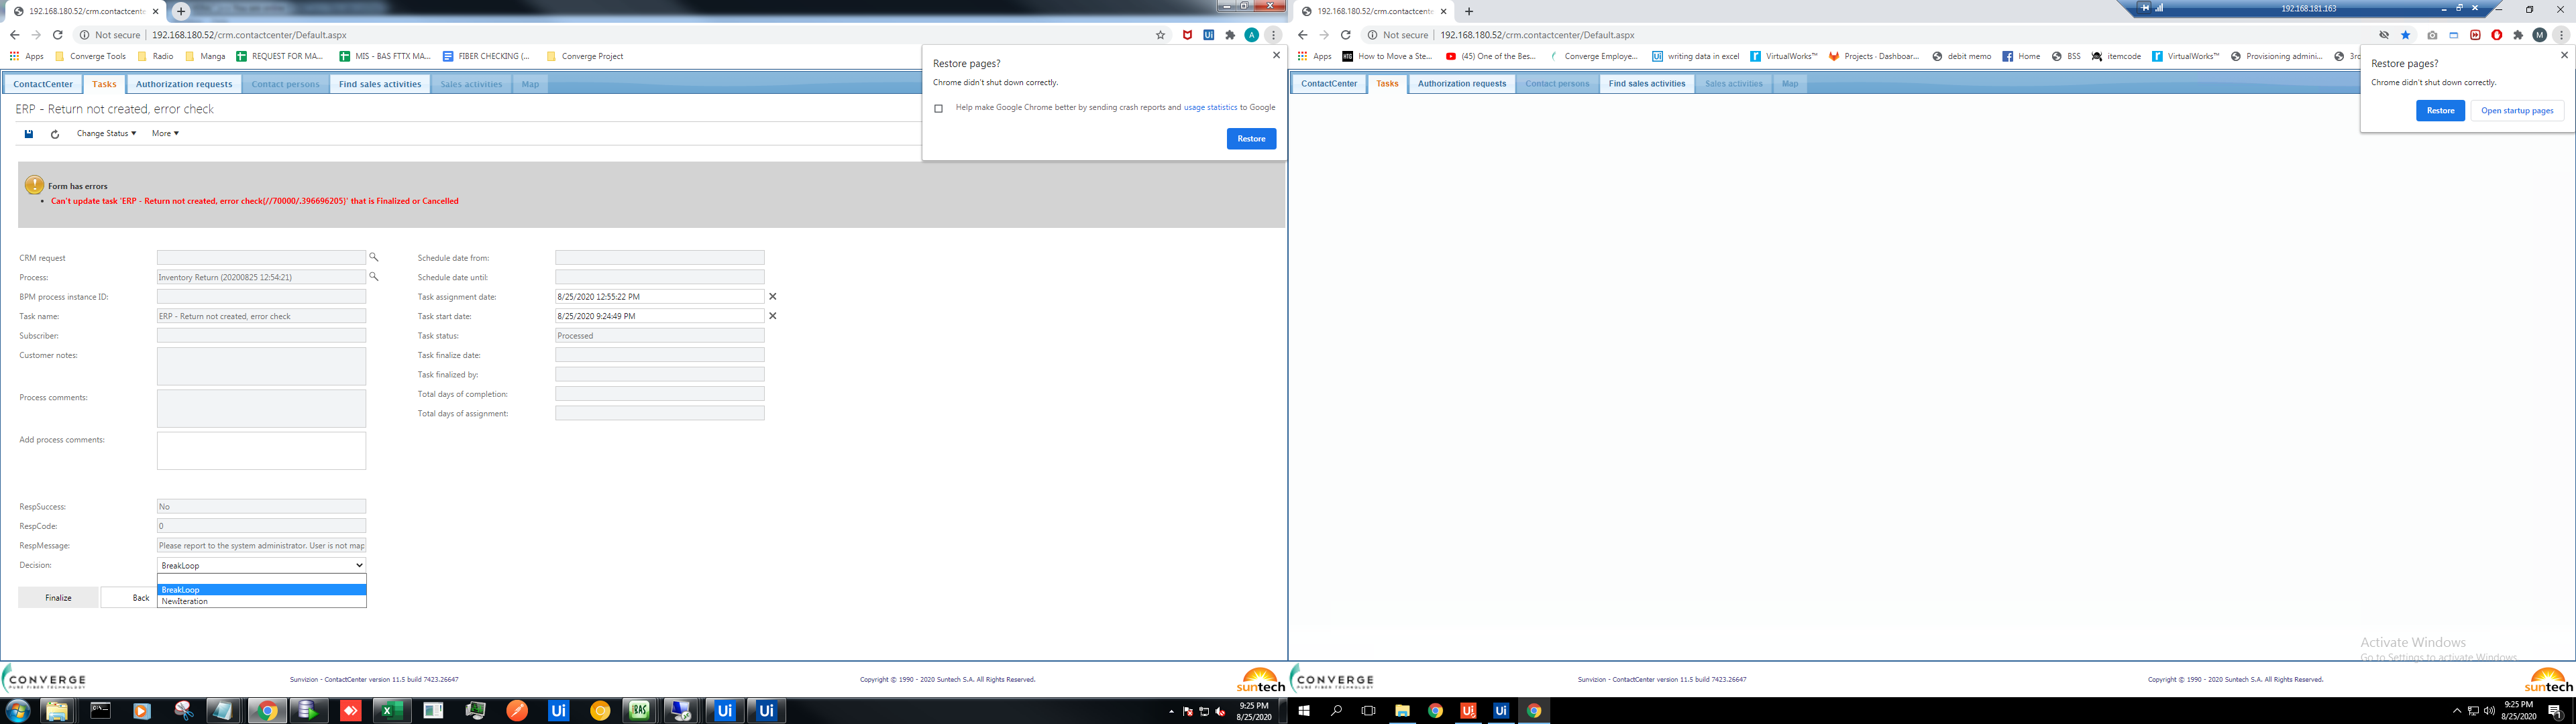 192.168.180.52/crm.contactcente
Not secure
192.168.180.52/crm.contactcenter/Default.aspx
Apps
Converge Tools
Radio
Manga
REQUEST FOR MA...
MIS - BAS FTTX MA...
FIBER CHECKING (...
Converge Project
ContactCenter
Tasks
Authorization requests
Contact persons
Find sales activities
Sales activities
Map
ERP - Return not created, error check
Change Status
More
Restore pages?
Chrome didn't shut down correctly.
Help make Google Chrome better by sending crash reports and usage statistics to Google
Restore
Form has errors
Can't update task 'ERP - Return not created, error check(//70000/.396696205)' that is Finalized or Cancelled
CRM request
Process:
Inventory Return (20200825 12:54:21)
BPM process instance ID:
Task name:
ERP - Return not created, error check
Subscriber:
Customer notes:
Process comments:
Add process comments:
Schedule date from:
Schedule date until:
Task assignment date:
8/25/2020 12:55:22 PM
Task start date:
8/25/2020 9:24:49 PM
Task status:
Processed
Task finalize date:
Task finalized by:
Total days of completion:
Total days of assignment:
RespSuccess:
No
RespCode:
0
RespMessage:
Please report to the system administrator. User is not map
Decision:
BreakLoop
BreakLoop
NewIteration
Finalize
Back
CONVERGE
PURE FIBER TECHNOLOGY
Sunvizion - ContactCenter version 11.5 build 7423.26647
Copyright © 1990 - 2020 Suntech S.A. All Rights Reserved.
suntech
9:25 PM
8/25/2020
192.168.180.52/crm.contactcente
192.168.181.163
Not secure
192.168.180.52/crm.contactcenter/Default.aspx
Apps
How to Move a Ste...
(45) One of the Bes...
Converge Employe...
writing data in excel
VirtualWorks™
Projects · Dashboar...
debit memo
Home
BSS
itemcode
VirtualWorks™
Provisioning admini...
ContactCenter
Tasks
Authorization requests
Contact persons
Find sales activities
Sales activities
Map
Restore pages?
Chrome didn't shut down correctly.
Restore
Open startup pages
Activate Windows
Go to Settings to activate Windows.
CONVERGE
PURE FIBER TECHNOLOGY
Sunvizion - ContactCenter version 11.5 build 7423.26647
Copyright © 1990 - 2020 Suntech S.A. All Rights Reserved.
suntech
9:25 PM
8/25/2020